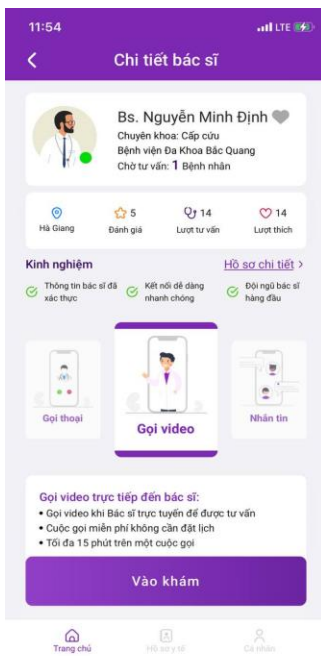 11:54
LTE
Chi tiết bác sĩ
Bs. Nguyễn Minh Định
Chuyên khoa: Cấp cứu
Bệnh viện Đa Khoa Bắc Quang
Chờ tư vấn: 1 Bệnh nhân
5
14
14
Hà Giang
Đánh giá
Lượt tư vấn
Lượt thích
Kinh nghiệm
Hồ sơ chi tiết >
Thông tin bác sĩ đã
xác thực
Kết nối dễ dàng
nhanh chóng
Đội ngũ bác sĩ
hàng đầu
Gọi thoại
Gọi video
Nhắn tin
Gọi video trực tiếp đến bác sĩ:
• Gọi video khi Bác sĩ trực tuyến để được tư vấn
• Cuộc gọi miễn phí không cần đặt lịch
• Tối đa 15 phút trên một cuộc gọi
Vào khám
Trang chủ
Hồ sơ y tế
Cá nhân